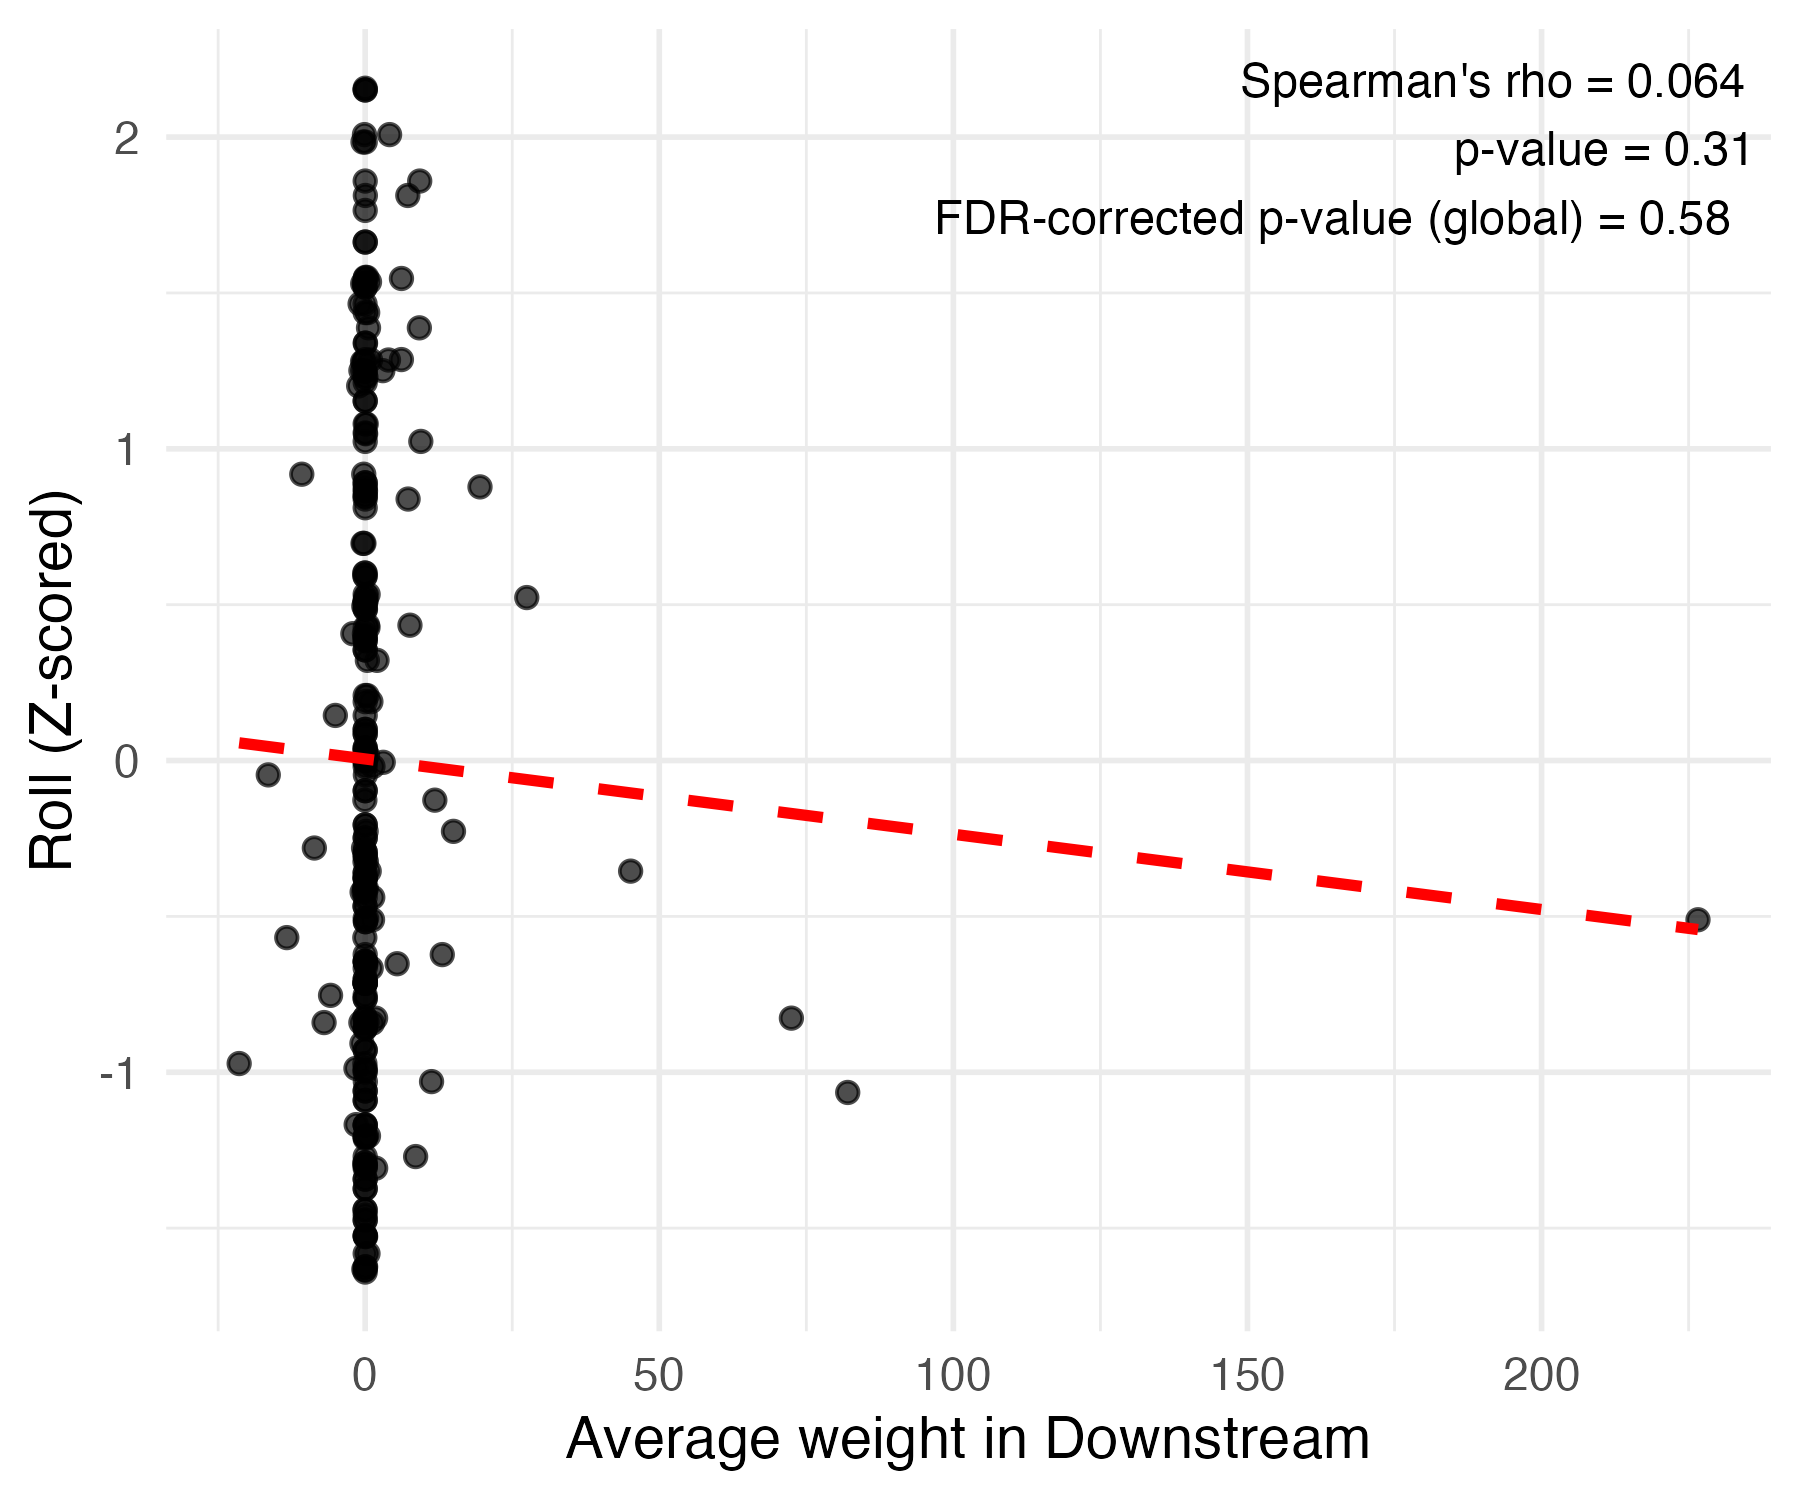 Spearman's rho = 0.064
p-value = 0.31
FDR-corrected p-value (global) = 0.58
2
1
0
-1
Roll (Z-scored)
0 50 100 150 200
Average weight in Downstream